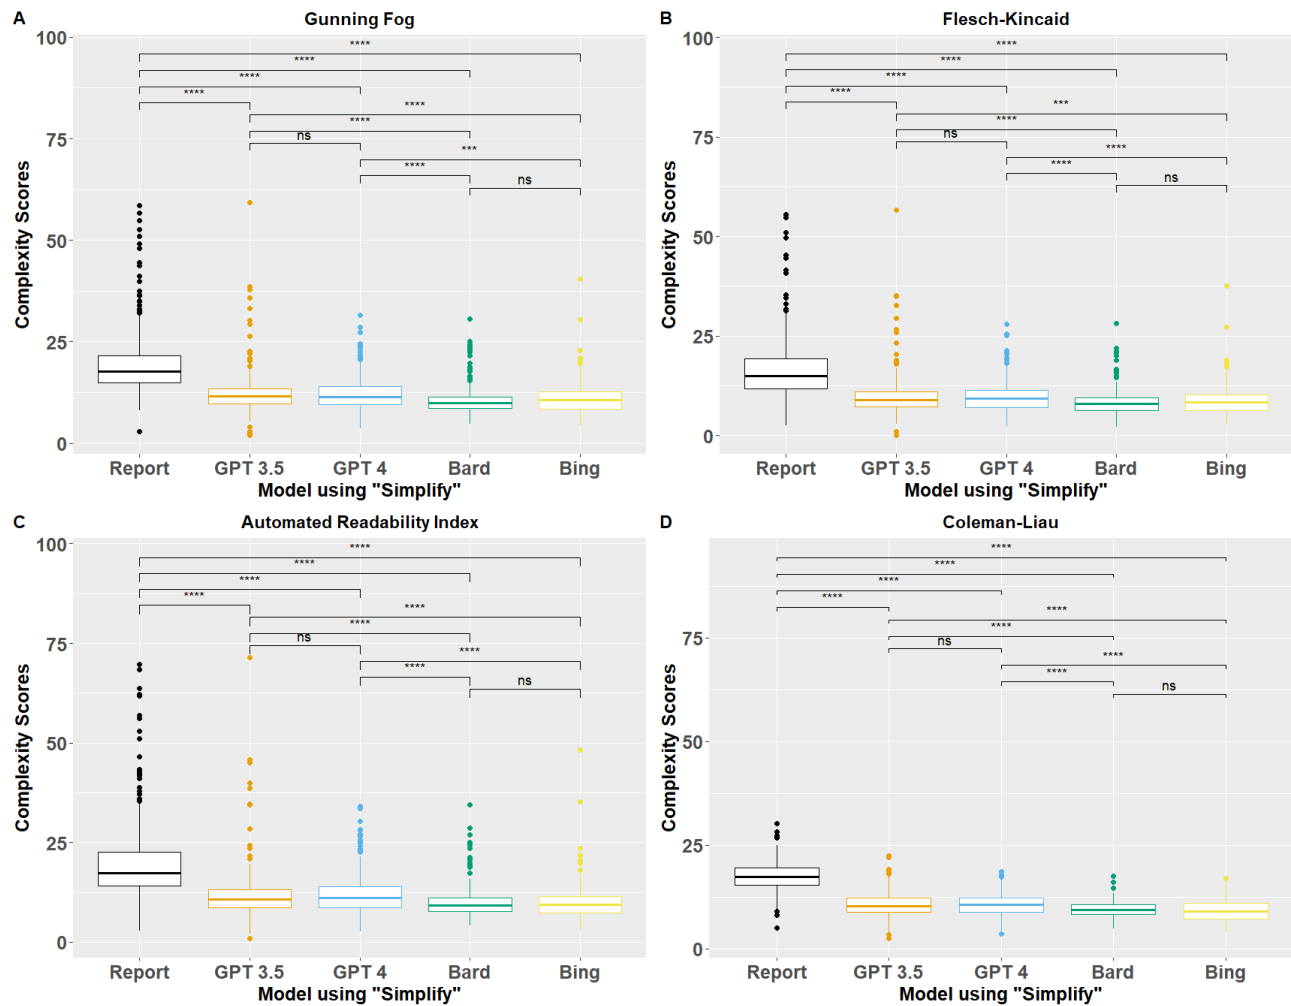 A
Gunning Fog
Complexity Scores
100
75
50
25
0
****
****
****
****
****
****
ns
***
****
ns
Report GPT 3.5 GPT 4 Bard Bing
Model using "Simplify"
B
Flesch-Kincaid
Complexity Scores
100
75
50
25
0
****
****
****
****
***
****
ns
****
****
ns
Report GPT 3.5 GPT 4 Bard Bing
Model using "Simplify"
C
Automated Readability Index
Complexity Scores
100
75
50
25
0
****
****
****
****
****
****
ns
****
****
ns
Report GPT 3.5 GPT 4 Bard Bing
Model using "Simplify"
D
Coleman-Liau
Complexity Scores
75
50
25
0
****
****
****
****
****
****
ns
****
****
ns
Report GPT 3.5 GPT 4 Bard Bing
Model using "Simplify"